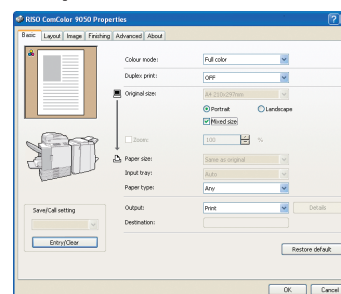 RISO ComColor 9050 Properties
Basic Layout Image Finishing Advanced About
Colour mode: Full color
Duplex print: OFF
Original size: A4 210x297mm
Portrait Landscape
Mixed size
Zoom: 100 %
Paper size: Same as original
Input tray: Auto
Paper type: Any
Save/Call setting
Output: Print Details
Destination:
Entry/Clear
Restore default
OK Cancel